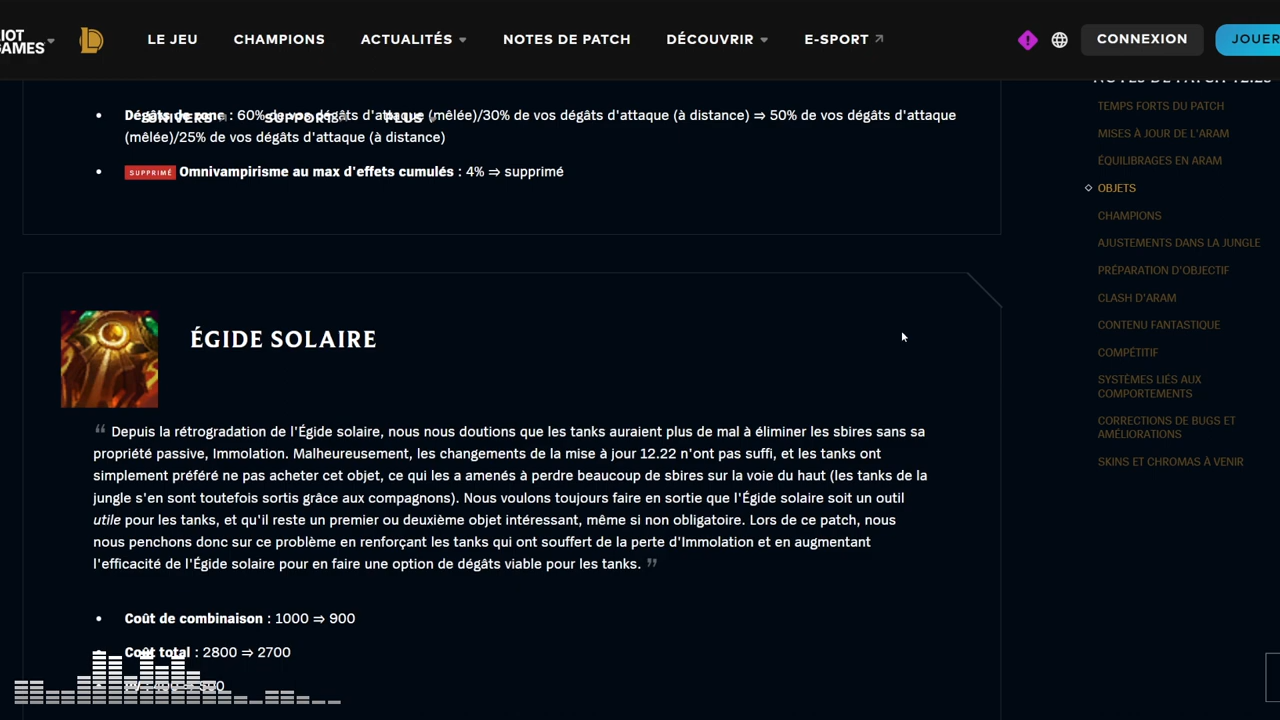 IOT
GAMES
LE JEU
CHAMPIONS
ACTUALITÉS
NOTES DE PATCH
DÉCOUVRIR
E-SPORT
CONNEXION
JOUER
UNIVERS
SUPPORT
PLUS
• Dégâts de zone : 60% de vos dégâts d'attaque (mêlée)/30% de vos dégâts d'attaque (à distance) ⇒ 50% de vos dégâts d'attaque
(mêlée)/25% de vos dégâts d'attaque (à distance)
• SUPPRIMÉ Omnivampirisme au max d'effets cumulés : 4% ⇒ supprimé
ÉGIDE SOLAIRE
“ Depuis la rétrogradation de l'Égide solaire, nous nous doutions que les tanks auraient plus de mal à éliminer les sbires sans sa
propriété passive, Immolation. Malheureusement, les changements de la mise à jour 12.22 n'ont pas suffi, et les tanks ont
simplement préféré ne pas acheter cet objet, ce qui les a amenés à perdre beaucoup de sbires sur la voie du haut (les tanks de la
jungle s'en sont toutefois sortis grâce aux compagnons). Nous voulons toujours faire en sortie que l'Égide solaire soit un outil
utile pour les tanks, et qu'il reste un premier ou deuxième objet intéressant, même si non obligatoire. Lors de ce patch, nous
nous penchons donc sur ce problème en renforçant les tanks qui ont souffert de la perte d'Immolation et en augmentant
l'efficacité de l'Égide solaire pour en faire une option de dégâts viable pour les tanks. ”
• Coût de combinaison : 1000 ⇒ 900
• Coût total : 2800 ⇒ 2700
NOTES DE PATCH 12.23
TEMPS FORTS DU PATCH
MISES À JOUR DE L'ARAM
ÉQUILIBRAGES EN ARAM
OBJETS
CHAMPIONS
AJUSTEMENTS DANS LA JUNGLE
PRÉPARATION D'OBJECTIF
CLASH D'ARAM
CONTENU FANTASTIQUE
COMPÉTITIF
SYSTÈMES LIÉS AUX
COMPORTEMENTS
CORRECTIONS DE BUGS ET
AMÉLIORATIONS
SKINS ET CHROMAS À VENIR